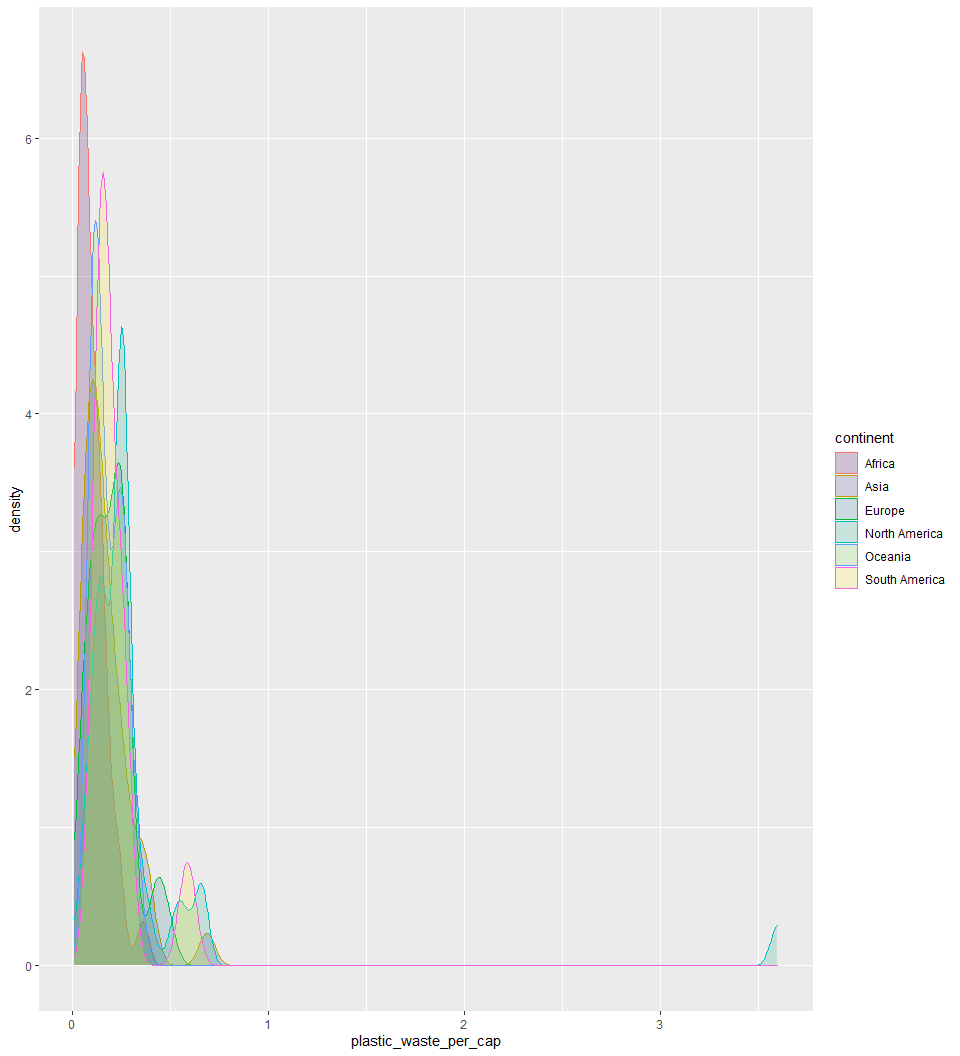 density
6
4
2
0
0
1
2
3
plastic_waste_per_cap
continent
Africa
Asia
Europe
North America
Oceania
South America